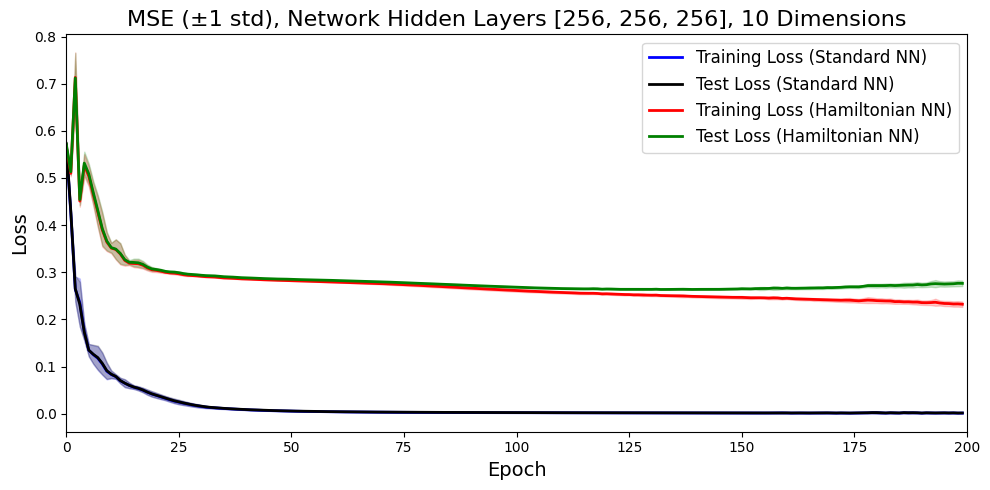 MSE (±1 std), Network Hidden Layers [256, 256, 256], 10 Dimensions
Loss
0.8
0.7
0.6
0.5
0.4
0.3
0.2
0.1
0.0
Training Loss (Standard NN)
Test Loss (Standard NN)
Training Loss (Hamiltonian NN)
Test Loss (Hamiltonian NN)
0 25 50 75 100 125 150 175 200
Epoch